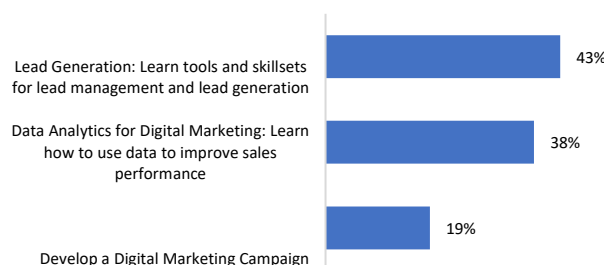 43%
Lead Generation: Learn tools and skillsets
for lead management and lead generation
Data Analytics for Digital Marketing: Learn
how to use data to improve sales
performance
38%
19%
Develop a Digital Marketing Campaign